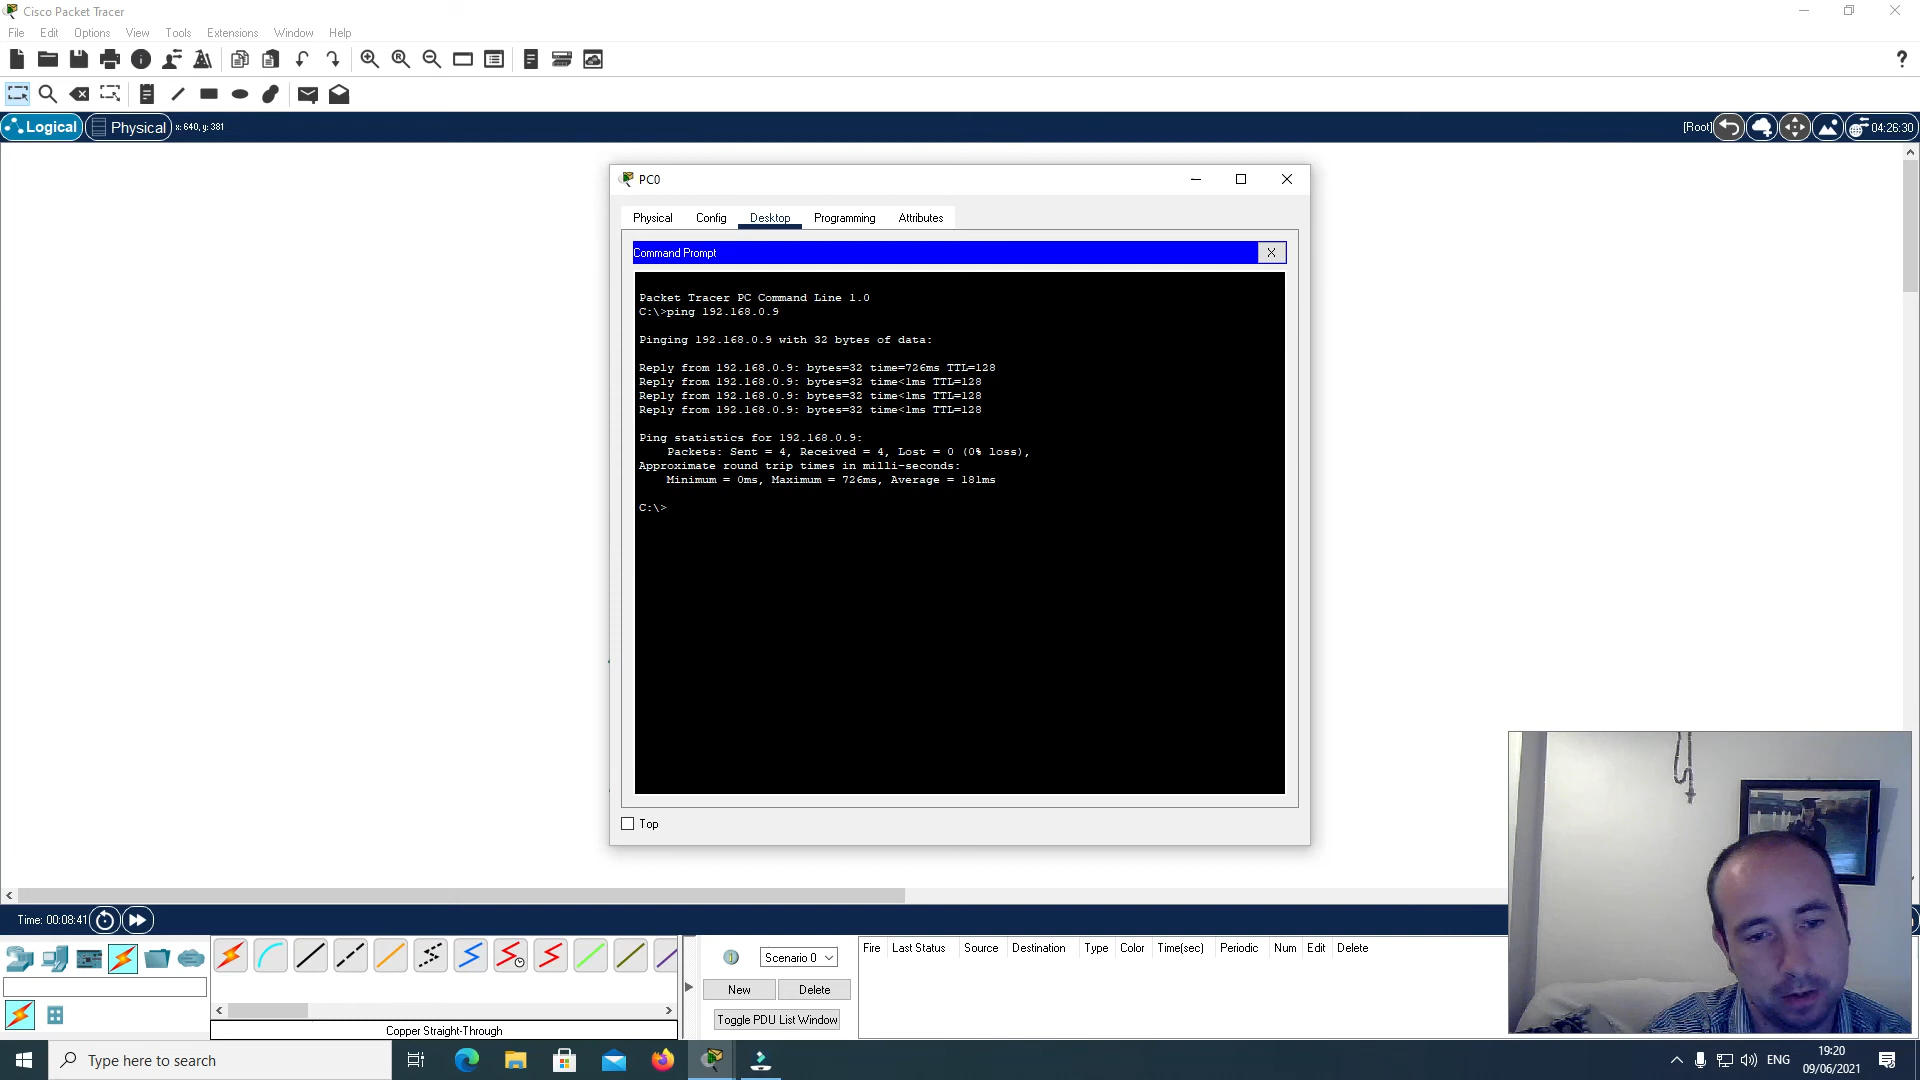 Cisco Packet Tracer
File Edit Options View Tools Extensions Window Help
Logical Physical x: 640, y: 381 [Root] 04:26:30
PC0
Physical Config Desktop Programming Attributes
Command Prompt X
Packet Tracer PC Command Line 1.0
C:\>ping 192.168.0.9
Pinging 192.168.0.9 with 32 bytes of data:
Reply from 192.168.0.9: bytes=32 time=726ms TTL=128
Reply from 192.168.0.9: bytes=32 time<1ms TTL=128
Reply from 192.168.0.9: bytes=32 time<1ms TTL=128
Reply from 192.168.0.9: bytes=32 time<1ms TTL=128
Ping statistics for 192.168.0.9:
Packets: Sent = 4, Received = 4, Lost = 0 (0% loss),
Approximate round trip times in milli-seconds:
Minimum = 0ms, Maximum = 726ms, Average = 181ms
C:\>
Top
Time: 00:08:41
Scenario 0
New Delete
Toggle PDU List Window
Fire Last Status Source Destination Type Color Time(sec) Periodic Num Edit Delete
Copper Straight-Through
Type here to search
ENG
19:20
09/06/2021